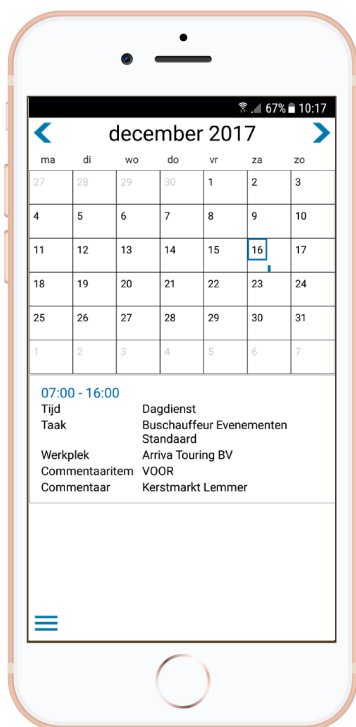 67% 10:17
december 2017
ma di wo do vr za zo
27 28 29 30 1 2 3
4 5 6 7 8 9 10
11 12 13 14 15 16 17
18 19 20 21 22 23 24
25 26 27 28 29 30 31
1 2 3 4 5 6 7
07:00 - 16:00
Tijd Dagdienst
Taak Buschauffeur Evenementen
Standaard
Werkplek Arriva Touring BV
Commentaaritem VOOR
Commentaar Kerstmarkt Lemmer